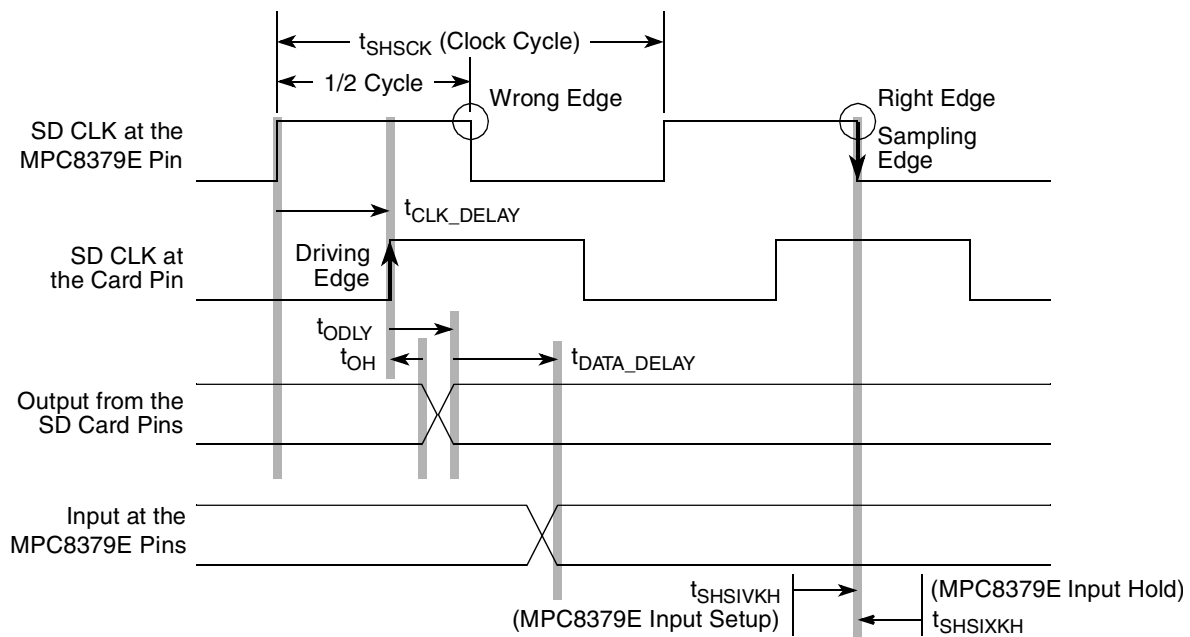 tSHSCK (Clock Cycle)
1/2 Cycle
Wrong Edge
Right Edge
SD CLK at the
MPC8379E Pin
Sampling
Edge
tCLK_DELAY
SD CLK at
the Card Pin
Driving
Edge
tODLY
tOH
tDATA_DELAY
Output from the
SD Card Pins
Input at the
MPC8379E Pins
tSHSIVKH
(MPC8379E Input Setup)
(MPC8379E Input Hold)
tSHSIXKH